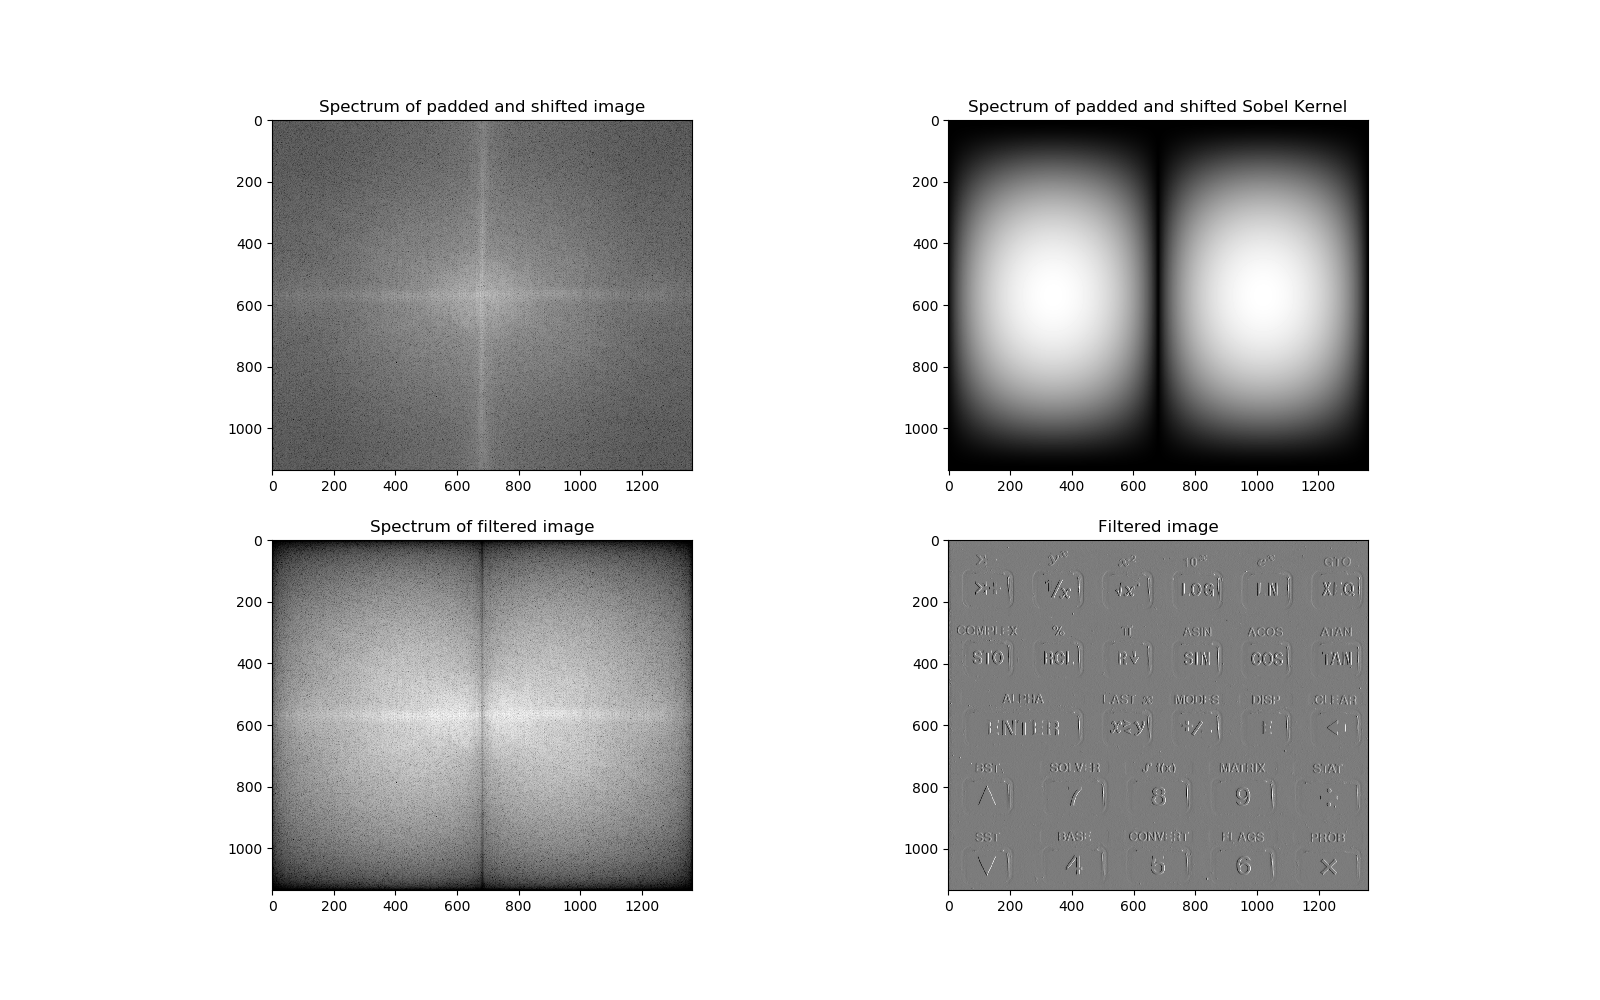 Spectrum of padded and shifted image
0
200
400
600
800
1000
0 200 400 600 800 1000 1200
Spectrum of padded and shifted Sobel Kernel
0
200
400
600
800
1000
0 200 400 600 800 1000 1200
Spectrum of filtered image
0
200
400
600
800
1000
0 200 400 600 800 1000 1200
Filtered image
0
200
400
600
800
1000
GTO
1/x √x LOG LN XEQ
COMPLEX % π ASIN ACOS ATAN
STO RCL R↓ SIN COS TAN
ALPHA LAST x MODES DISP CLEAR
ENTER x≷y +/- E
BST SOLVER ∫f(x) MATRIX STAT
7 8 9 ÷
SST BASE CONVERT FLAGS PROB
4 5 6 ×
0 200 400 600 800 1000 1200